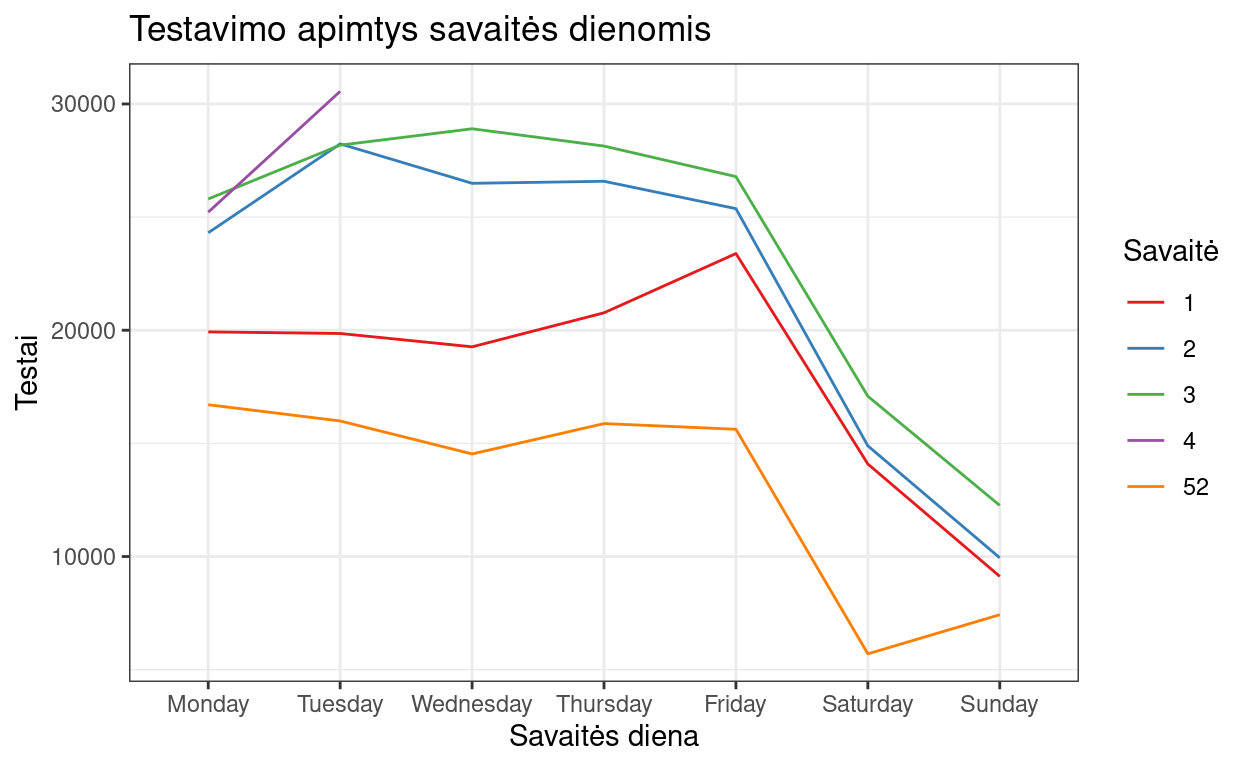 Testavimo apimtys savaitės dienomis
30000
20000
10000
Testai
Monday Tuesday Wednesday Thursday Friday Saturday Sunday
Savaitės diena
Savaitė
1
2
3
4
52